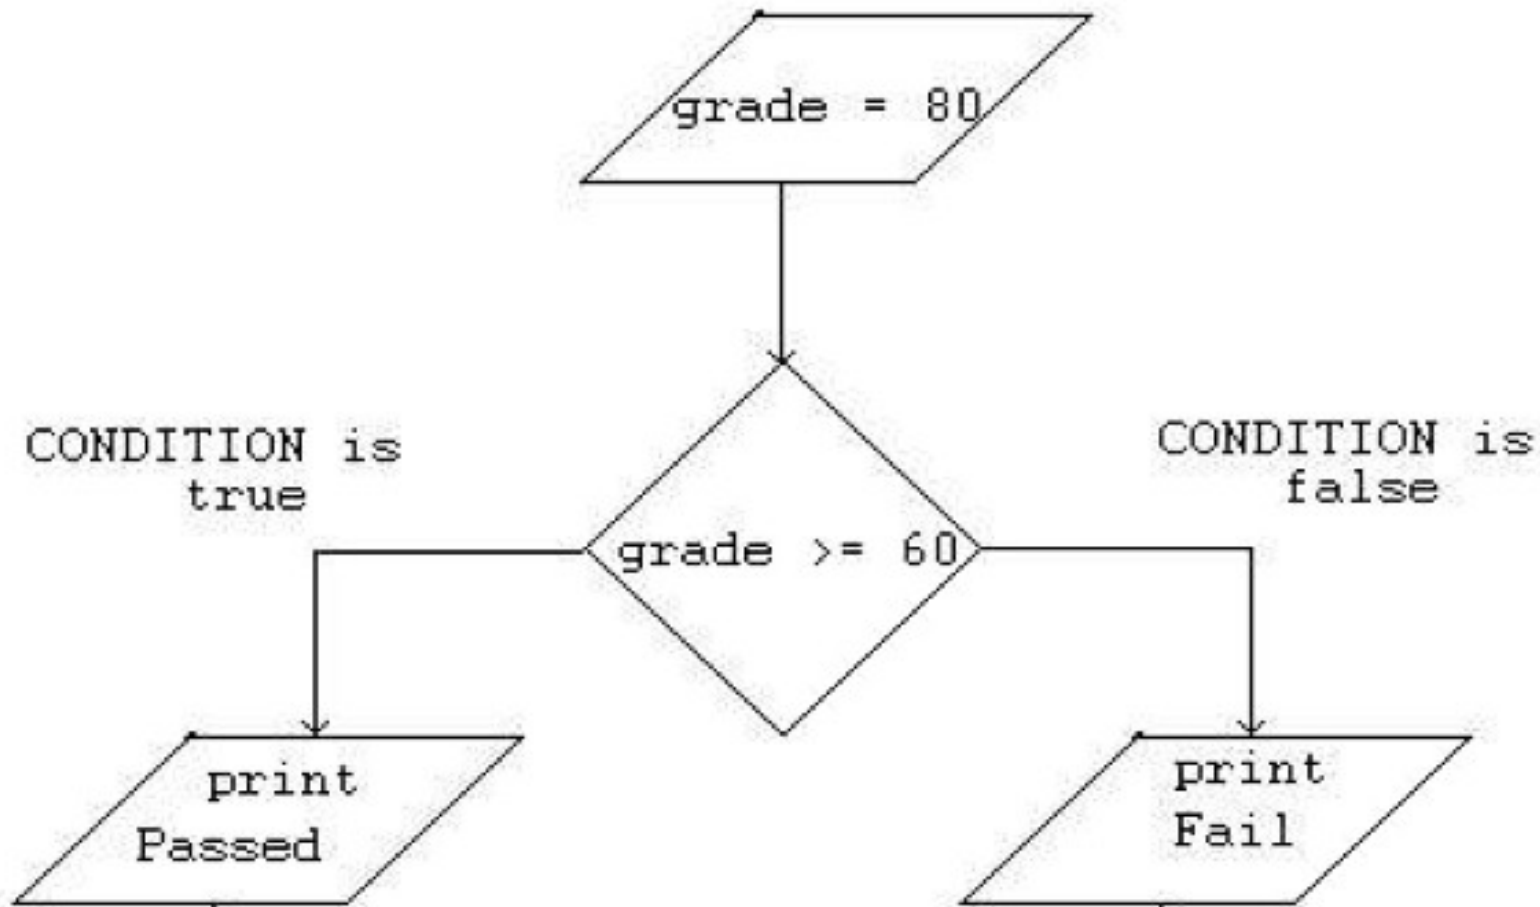 grade = 80
CONDITION is
true
CONDITION is
false
grade >= 60
print
Passed
print
Fail